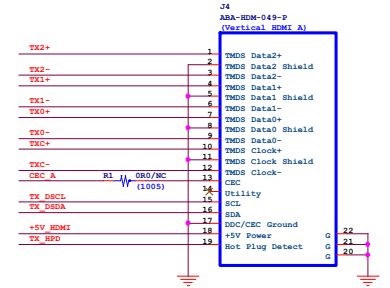 J4
ABA-HDM-049-P
(Vertical HDMI A)
TX2+ 1 TMDS Data2+
2 TMDS Data2 Shield
TX2- 3 TMDS Data2-
TX1+ 4 TMDS Data1+
5 TMDS Data1 Shield
TX1- 6 TMDS Data1-
TX0+ 7 TMDS Data0+
8 TMDS Data0 Shield
TX0- 9 TMDS Data0-
TXC+ 10 TMDS Clock+
11 TMDS Clock Shield
TXC- 12 TMDS Clock-
CEC_A R1 0R0/NC 13 CEC
(1005) 14 Utility
TX_DSCL 15 SCL
TX_DSDA 16 SDA
17 DDC/CEC Ground
+5V_HDMI 18 +5V Power G 22
TX_HPD 19 Hot Plug Detect G 21
G 20